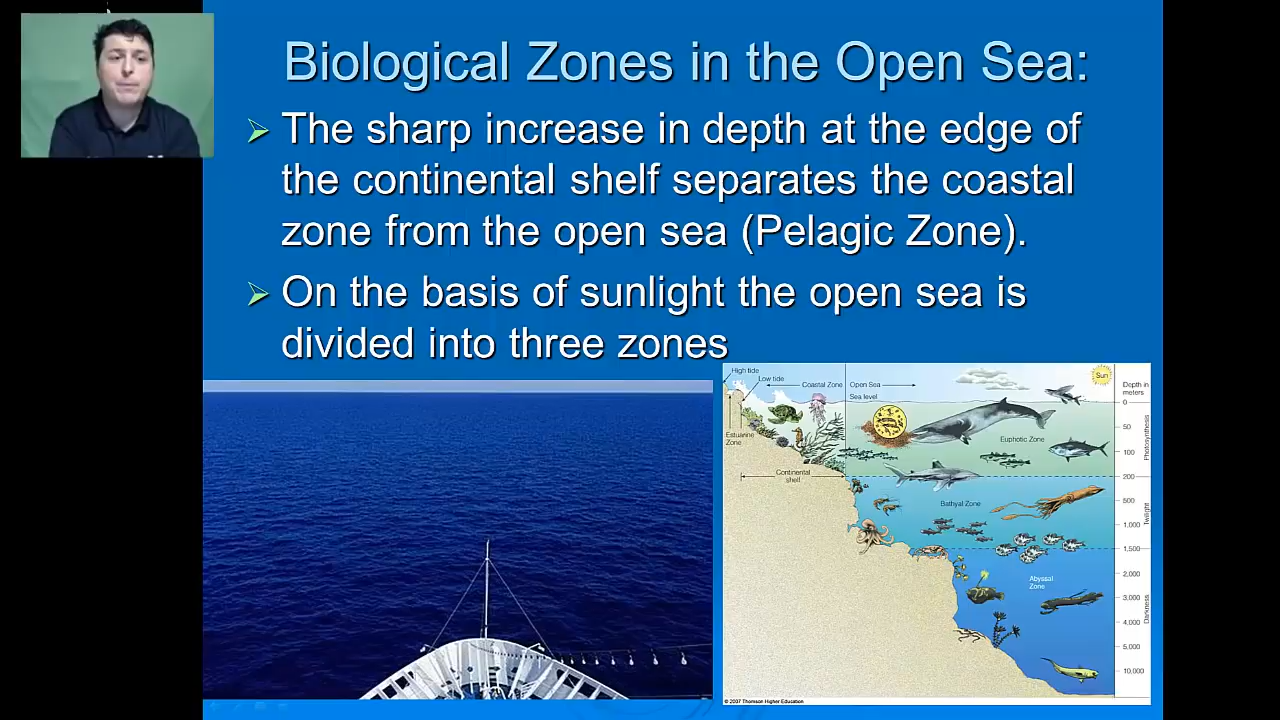 Biological Zones in the Open Sea:
The sharp increase in depth at the edge of
the continental shelf separates the coastal
zone from the open sea (Pelagic Zone).
On the basis of sunlight the open sea is
divided into three zones
High tide
Low tide
Coastal Zone
Open Sea
Sea level
Sun
Depth in
meters
0
50
Estuarine
Zone
Euphotic Zone
100
Photosynthesis
Continental
shelf
200
500
Bathyal Zone
1,000
Twilight
1,500
2,000
Abyssal
Zone
3,000
Darkness
4,000
5,000
10,000
© 2007 Thomson Higher Education